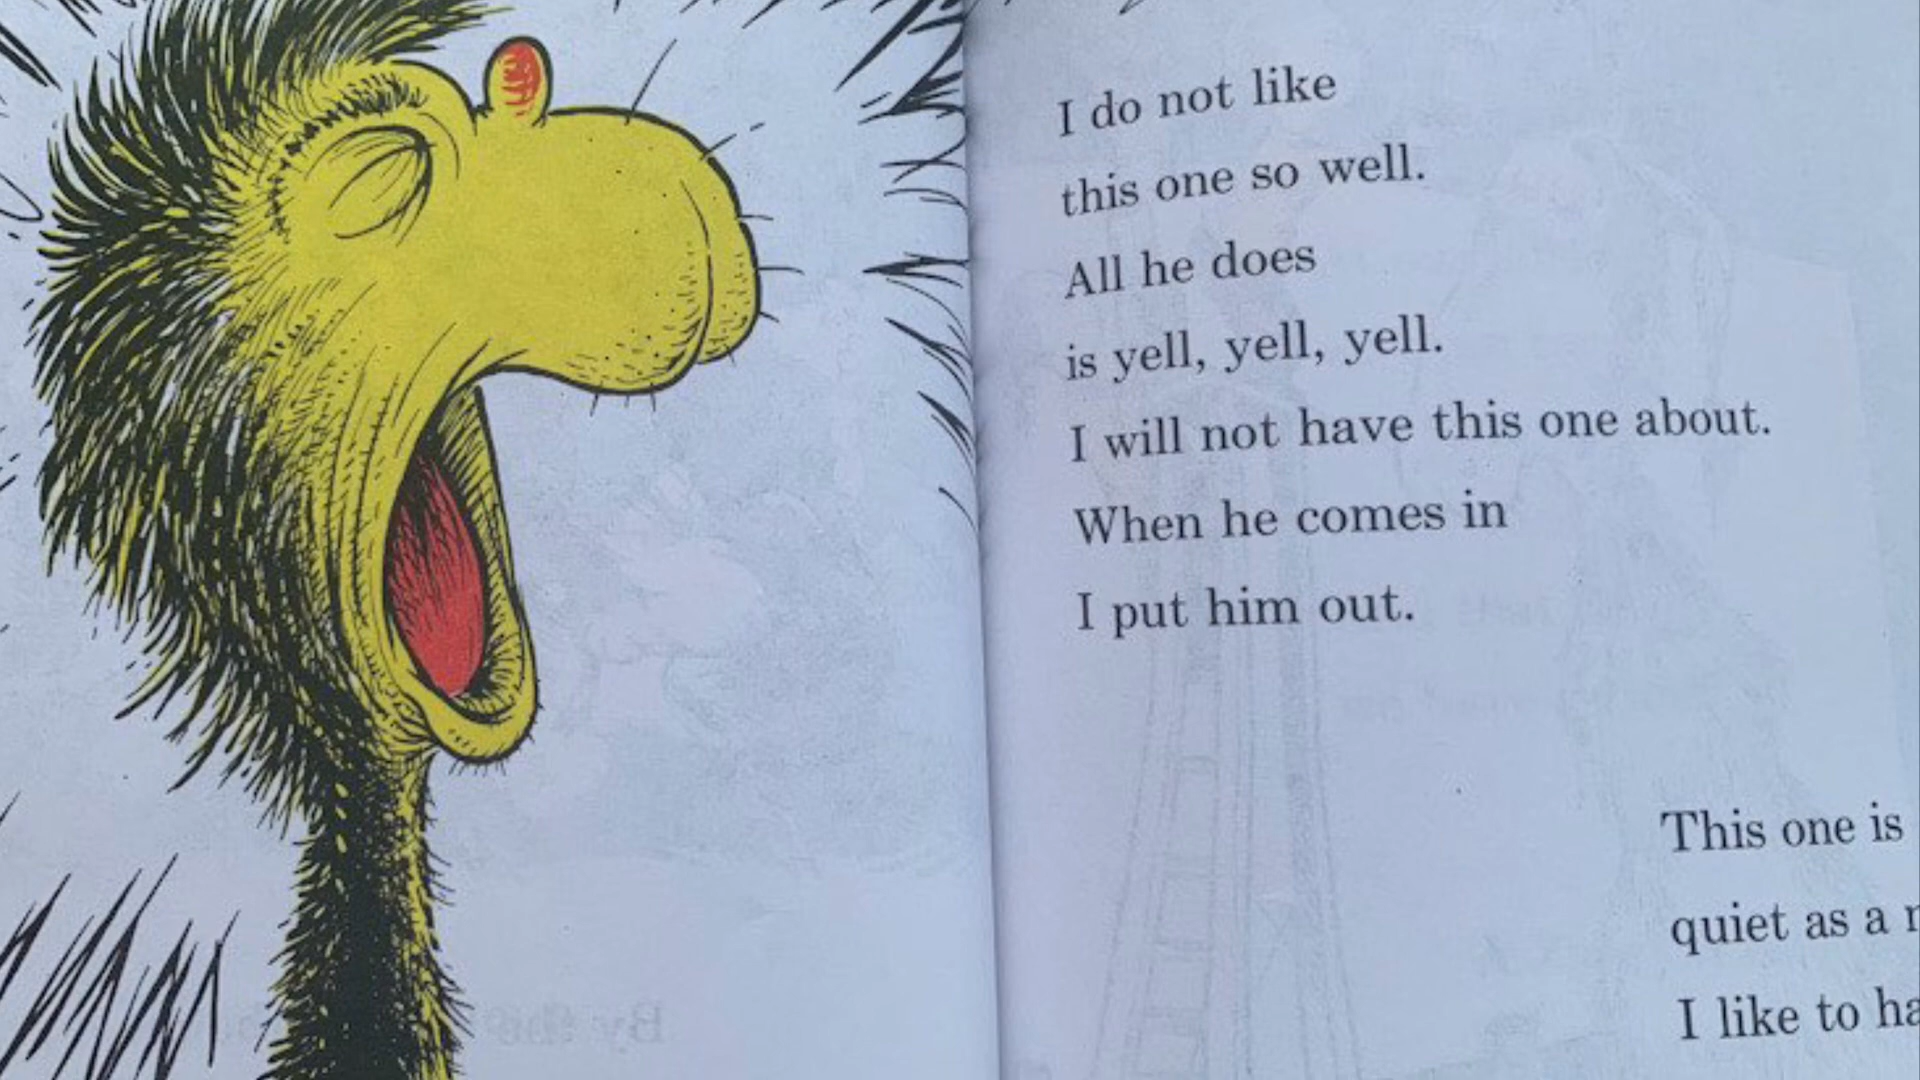 I do not like
this one so well.
All he does
is yell, yell, yell.
I will not have this one about.
When he comes in
I put him out.
This one is
quiet as a
I like to